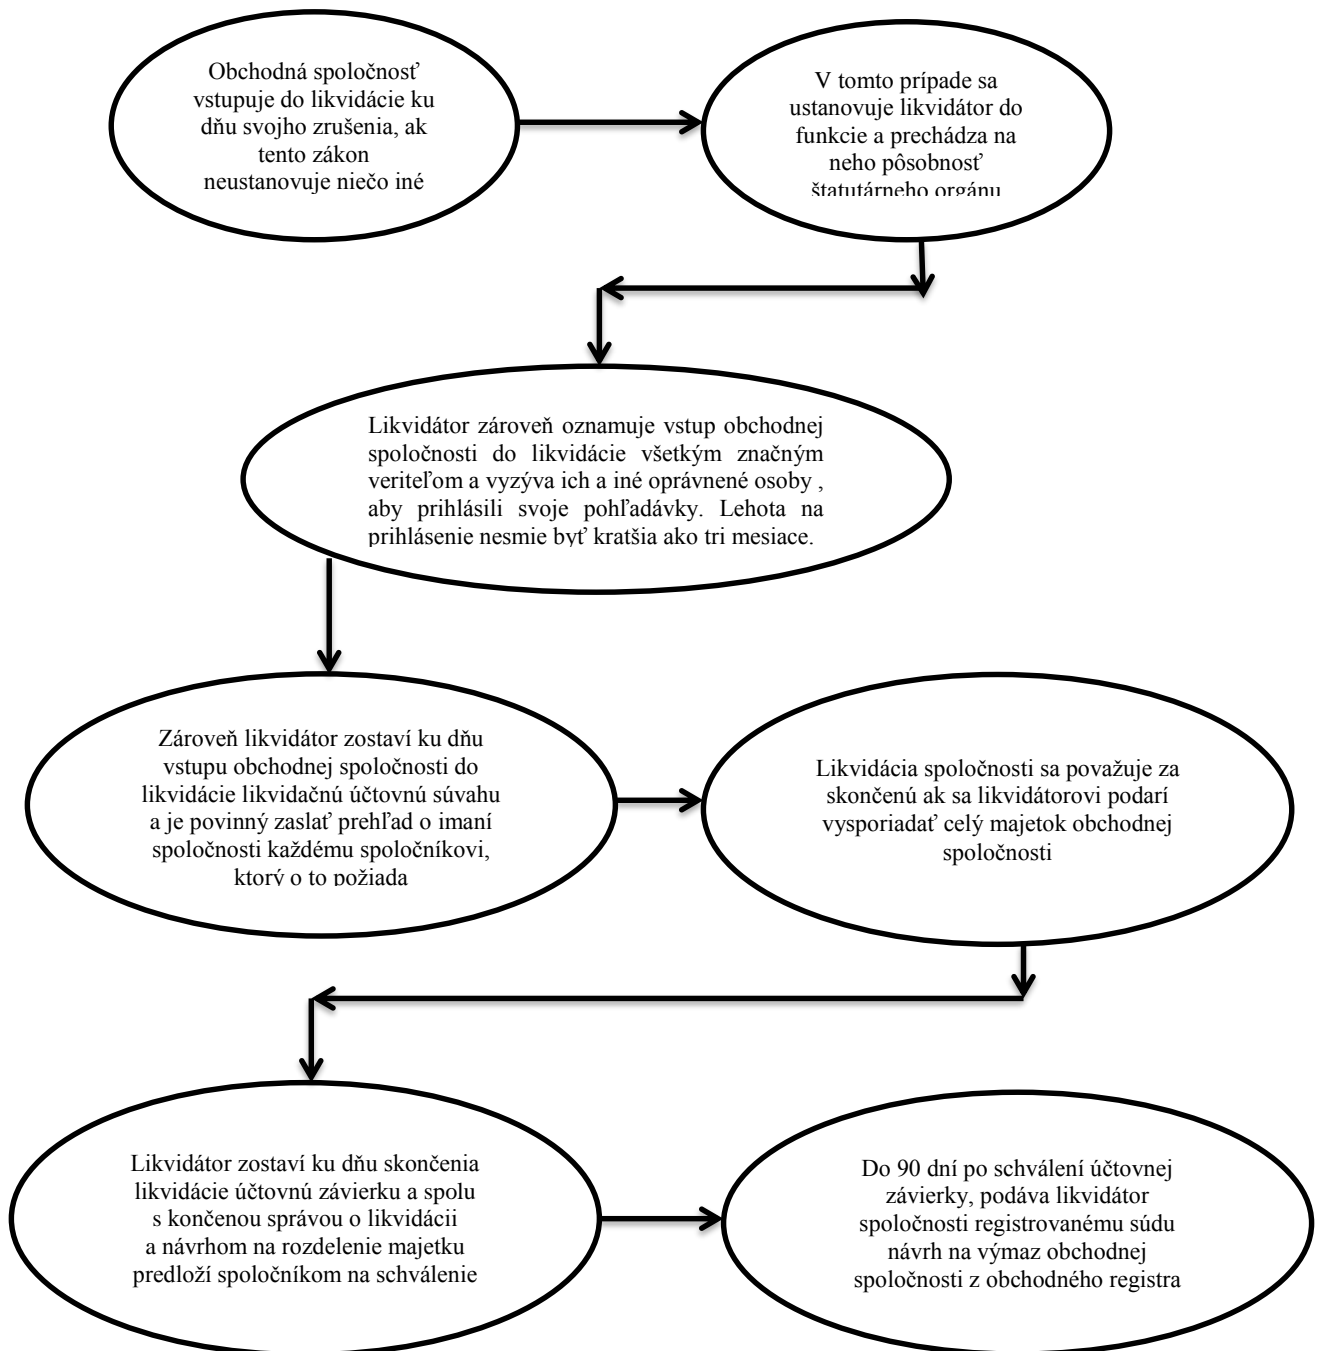 Obchodná spoločnosť
vstupuje do likvidácie ku
dňu svojho zrušenia, ak
tento zákon
neustanovuje niečo iné
V tomto prípade sa
ustanovuje likvidátor do
funkcie a prechádza na
neho pôsobnosť
štatutárneho orgánu
Likvidátor zároveň oznamuje vstup obchodnej
spoločnosti do likvidácie všetkým značným
veriteľom a vyzýva ich a iné oprávnené osoby ,
aby prihlásili svoje pohľadávky. Lehota na
prihlásenie nesmie byť kratšia ako tri mesiace.
Zároveň likvidátor zostaví ku dňu
vstupu obchodnej spoločnosti do
likvidácie likvidačnú účtovnú súvahu
a je povinný zaslať prehľad o imaní
spoločnosti každému spoločníkovi,
ktorý o to požiada
Likvidácia spoločnosti sa považuje za
skončenú ak sa likvidátorovi podarí
vysporiadať celý majetok obchodnej
spoločnosti
Likvidátor zostaví ku dňu skončenia
likvidácie účtovnú závierku a spolu
s končenou správou o likvidácii
a návrhom na rozdelenie majetku
predloží spoločníkom na schválenie
Do 90 dní po schválení účtovnej
závierky, podáva likvidátor
spoločnosti registrovanému súdu
návrh na výmaz obchodnej
spoločnosti z obchodného registra